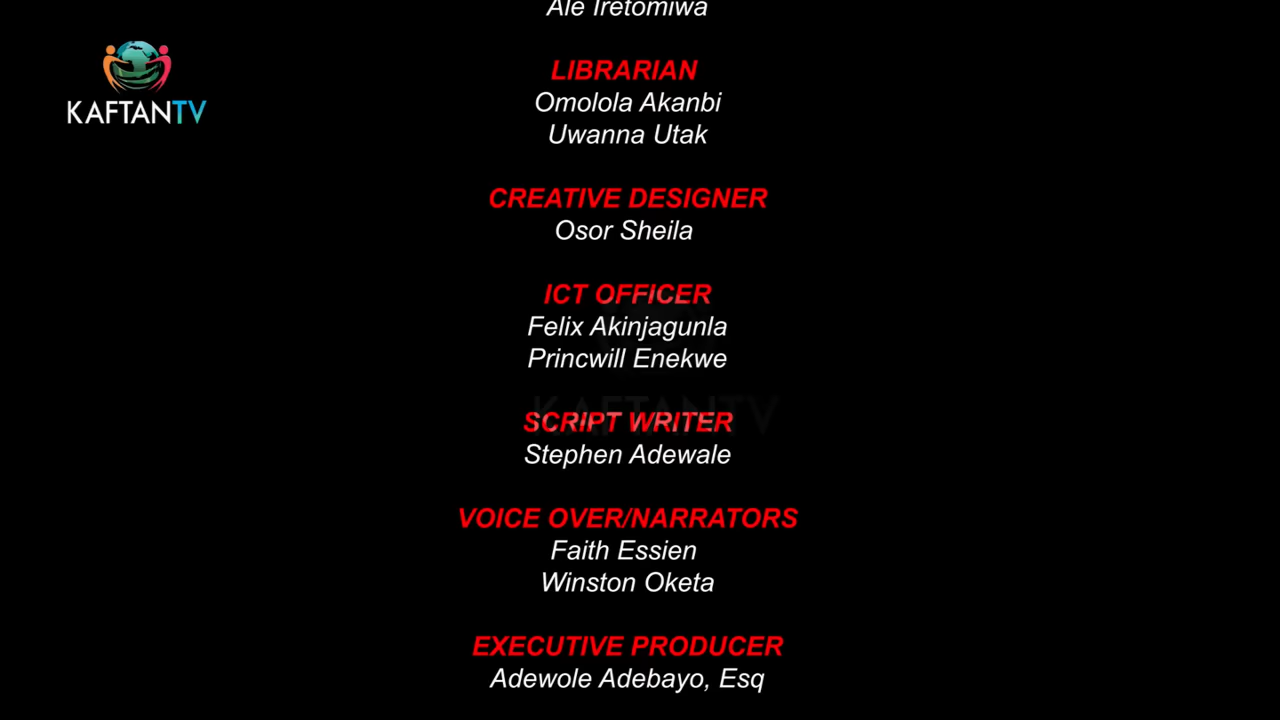 Ale Iretomiwa
KAFTANTV
LIBRARIAN
Omolola Akanbi
Uwanna Utak
CREATIVE DESIGNER
Osor Sheila
ICT OFFICER
Felix Akinjagunla
Princwill Enekwe
KAFTANTV
SCRIPT WRITER
Stephen Adewale
VOICE OVER/NARRATORS
Faith Essien
Winston Oketa
EXECUTIVE PRODUCER
Adewole Adebayo, Esq